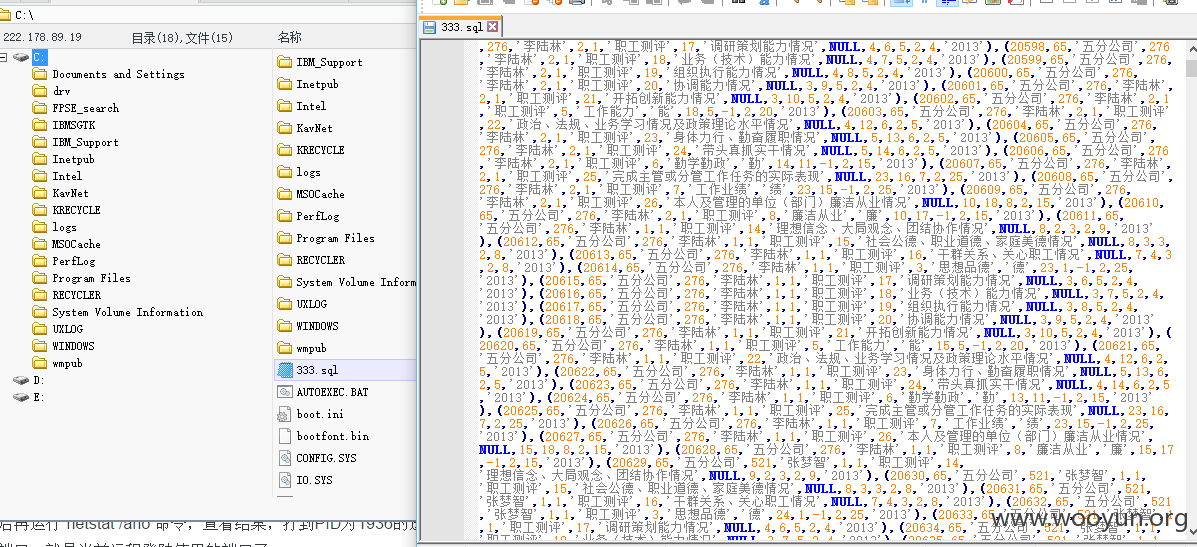 C:\
222.178.89.19
目录(18),文件(15)
名称
C:
Documents and Settings
drv
FPSE_search
IBMSGTK
IBM_Support
Inetpub
Intel
KavNet
KRECYCLE
logs
MSOCache
PerfLog
Program Files
RECYCLER
System Volume Information
UXLOG
WINDOWS
wmpub
D:
E:
IBM_Support
Inetpub
Intel
KavNet
KRECYCLE
logs
MSOCache
PerfLog
Program Files
RECYCLER
System Volume Inform
UXLOG
WINDOWS
wmpub
333.sql
AUTOEXEC.BAT
boot.ini
bootfont.bin
CONFIG.SYS
IO.SYS
333.sql
,276,'李陆林',2,1,'职工测评',17,'调研策划能力情况',NULL,4,6,5,2,4,'2013'),(20598,65,'五分公司',276
,'李陆林',2,1,'职工测评',18,'业务（技术）能力情况',NULL,4,7,5,2,4,'2013'),(20599,65,'五分公司',
276,'李陆林',2,1,'职工测评',19,'组织执行能力情况',NULL,4,8,5,2,4,'2013'),(20600,65,'五分公司',276,
'李陆林',2,1,'职工测评',20,'协调能力情况',NULL,3,9,5,2,4,'2013'),(20601,65,'五分公司',276,'李陆林',
2,1,'职工测评',21,'开拓创新能力情况',NULL,3,10,5,2,4,'2013'),(20602,65,'五分公司',276,'李陆林',2,1
,'职工测评',5,'工作能力','能',18,5,-1,2,20,'2013'),(20603,65,'五分公司',276,'李陆林',2,1,'职工测评'
,22,'政治、法规、业务学习情况及政策理论水平情况',NULL,4,12,6,2,5,'2013'),(20604,65,'五分公司',276,
'李陆林',2,1,'职工测评',23,'身体力行、勤奋履职情况',NULL,5,13,6,2,5,'2013'),(20605,65,'五分公司',
276,'李陆林',2,1,'职工测评',24,'带头真抓实干情况',NULL,5,14,6,2,5,'2013'),(20606,65,'五分公司',
276,'李陆林',2,1,'职工测评',6,'勤学勤政','勤',14,11,-1,2,15,'2013'),(20607,65,'五分公司',276,
'李陆林',2,1,'职工测评',25,'完成主管或分管工作任务的实际表现',NULL,23,16,7,2,25,'2013'),(20608,65,'五分公司',
276,'李陆林',2,1,'职工测评',7,'工作业绩','绩',23,15,-1,2,25,'2013'),(20609,65,'五分公司',276,
'李陆林',2,1,'职工测评',26,'本人及管理的单位（部门）廉洁从业情况',NULL,10,18,8,2,15,'2013'),(20610,
65,'五分公司',276,'李陆林',2,1,'职工测评',8,'廉洁从业','廉',10,17,-1,2,15,'2013'),(20611,65,
'五分公司',276,'李陆林',1,1,'职工测评',14,'理想信念、大局观念、团结协作情况',NULL,8,2,3,2,9,'2013'
),(20612,65,'五分公司',276,'李陆林',1,1,'职工测评',15,'社会公德、职业道德、家庭美德情况',NULL,8,3,3,
2,8,'2013'),(20613,65,'五分公司',276,'李陆林',1,1,'职工测评',16,'干群关系、关心职工情况',NULL,7,4,3
,2,8,'2013'),(20614,65,'五分公司',276,'李陆林',1,1,'职工测评',3,'思想品德','德',23,1,-1,2,25,
'2013'),(20615,65,'五分公司',276,'李陆林',1,1,'职工测评',17,'调研策划能力情况',NULL,3,6,5,2,4,
'2013'),(20616,65,'五分公司',276,'李陆林',1,1,'职工测评',18,'业务（技术）能力情况',NULL,3,7,5,2,4,
'2013'),(20617,65,'五分公司',276,'李陆林',1,1,'职工测评',19,'组织执行能力情况',NULL,3,8,5,2,4,
'2013'),(20618,65,'五分公司',276,'李陆林',1,1,'职工测评',20,'协调能力情况',NULL,3,9,5,2,4,'2013'),
(20619,65,'五分公司',276,'李陆林',1,1,'职工测评',21,'开拓创新能力情况',NULL,3,10,5,2,4,'2013'),(
20620,65,'五分公司',276,'李陆林',1,1,'职工测评',5,'工作能力','能',15,5,-1,2,20,'2013'),(20621,65,
'五分公司',276,'李陆林',1,1,'职工测评',22,'政治、法规、业务学习情况及政策理论水平情况',NULL,4,12,6,2
,5,'2013'),(20622,65,'五分公司',276,'李陆林',1,1,'职工测评',23,'身体力行、勤奋履职情况',NULL,5,13,6,
2,5,'2013'),(20623,65,'五分公司',276,'李陆林',1,1,'职工测评',24,'带头真抓实干情况',NULL,4,14,6,2,5
,'2013'),(20624,65,'五分公司',276,'李陆林',1,1,'职工测评',6,'勤学勤政','勤',13,11,-1,2,15,'2013'),
(20625,65,'五分公司',276,'李陆林',1,1,'职工测评',25,'完成主管或分管工作任务的实际表现',NULL,23,16,
7,2,25,'2013'),(20626,65,'五分公司',276,'李陆林',1,1,'职工测评',7,'工作业绩','绩',23,15,-1,2,25,
'2013'),(20627,65,'五分公司',276,'李陆林',1,1,'职工测评',26,'本人及管理的单位（部门）廉洁从业情况',
NULL,15,18,8,2,15,'2013'),(20628,65,'五分公司',276,'李陆林',1,1,'职工测评',8,'廉洁从业','廉',15,17
,-1,2,15,'2013'),(20629,65,'五分公司',521,'张梦智',1,1,'职工测评',14,
'理想信念、大局观念、团结协作情况',NULL,9,2,3,2,9,'2013'),(20630,65,'五分公司',521,'张梦智',1,1,
'职工测评',15,'社会公德、职业道德、家庭美德情况',NULL,8,3,3,2,8,'2013'),(20631,65,'五分公司',521,
'张梦智',1,1,'职工测评',16,'干群关系、关心职工情况',NULL,7,4,3,2,8,'2013'),(20632,65,'五分公司',521
,'张梦智',1,1,'职工测评',3,'思想品德','德',24,1,-1,2,25,'2013'),(20633,65,'五分公司',521,'张梦智',1
,1,'职工测评',17,'调研策划能力情况',NULL,4,6,5,2,4,'2013'),(20634,65,'五分公司',521,'张梦智',1,
后再运行 netstat /ano 命令，查看结果，找到PID为1936的连
www.wooyun.org